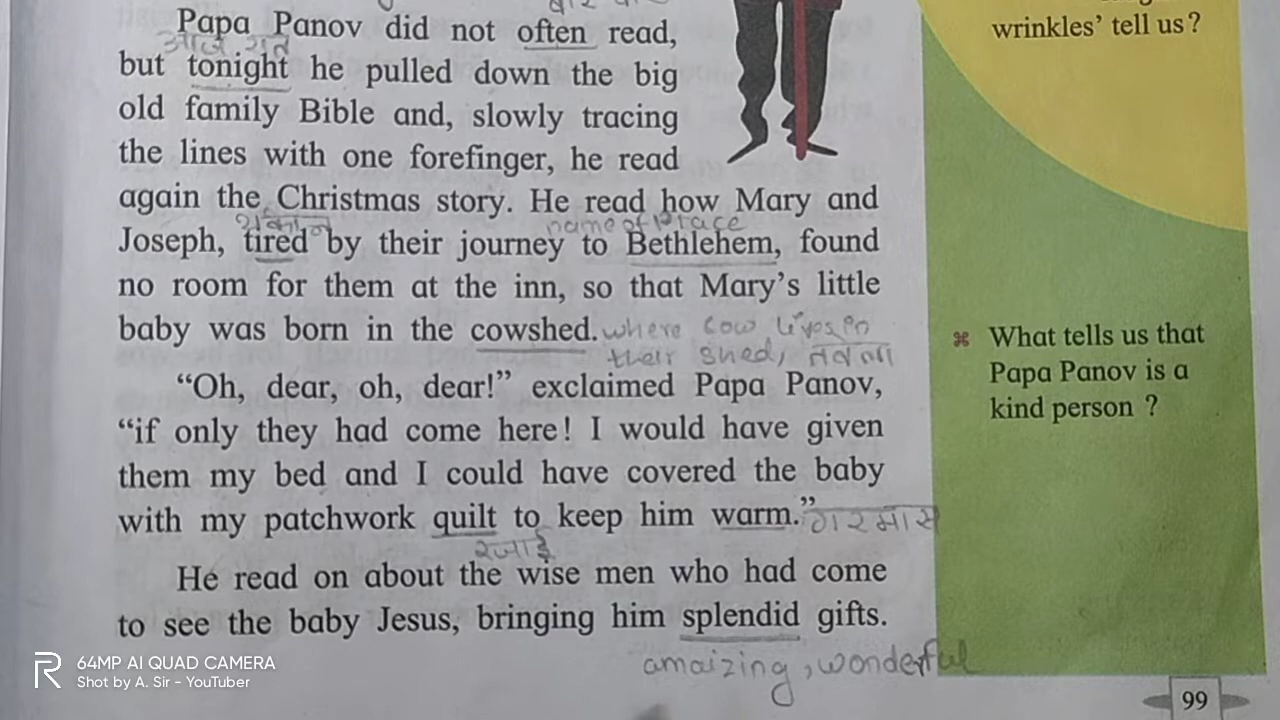 बार बार
Papa Panov did not often read,
आज रात
but tonight he pulled down the big
old family Bible and, slowly tracing
the lines with one forefinger, he read
again the Christmas story. He read how Mary and
थकान name of Place
Joseph, tired by their journey to Bethlehem, found
no room for them at the inn, so that Mary’s little
baby was born in the cowshed. where cow lives in
their shed, तबेला
“Oh, dear, oh, dear!” exclaimed Papa Panov,
“if only they had come here! I would have given
them my bed and I could have covered the baby
with my patchwork quilt to keep him warm.”
रजाई
He read on about the wise men who had come
to see the baby Jesus, bringing him splendid gifts.
amaizing, wonderful
wrinkles’ tell us?
What tells us that
Papa Panov is a
kind person ?
99
64MP AI QUAD CAMERA
Shot by A. Sir - YouTuber